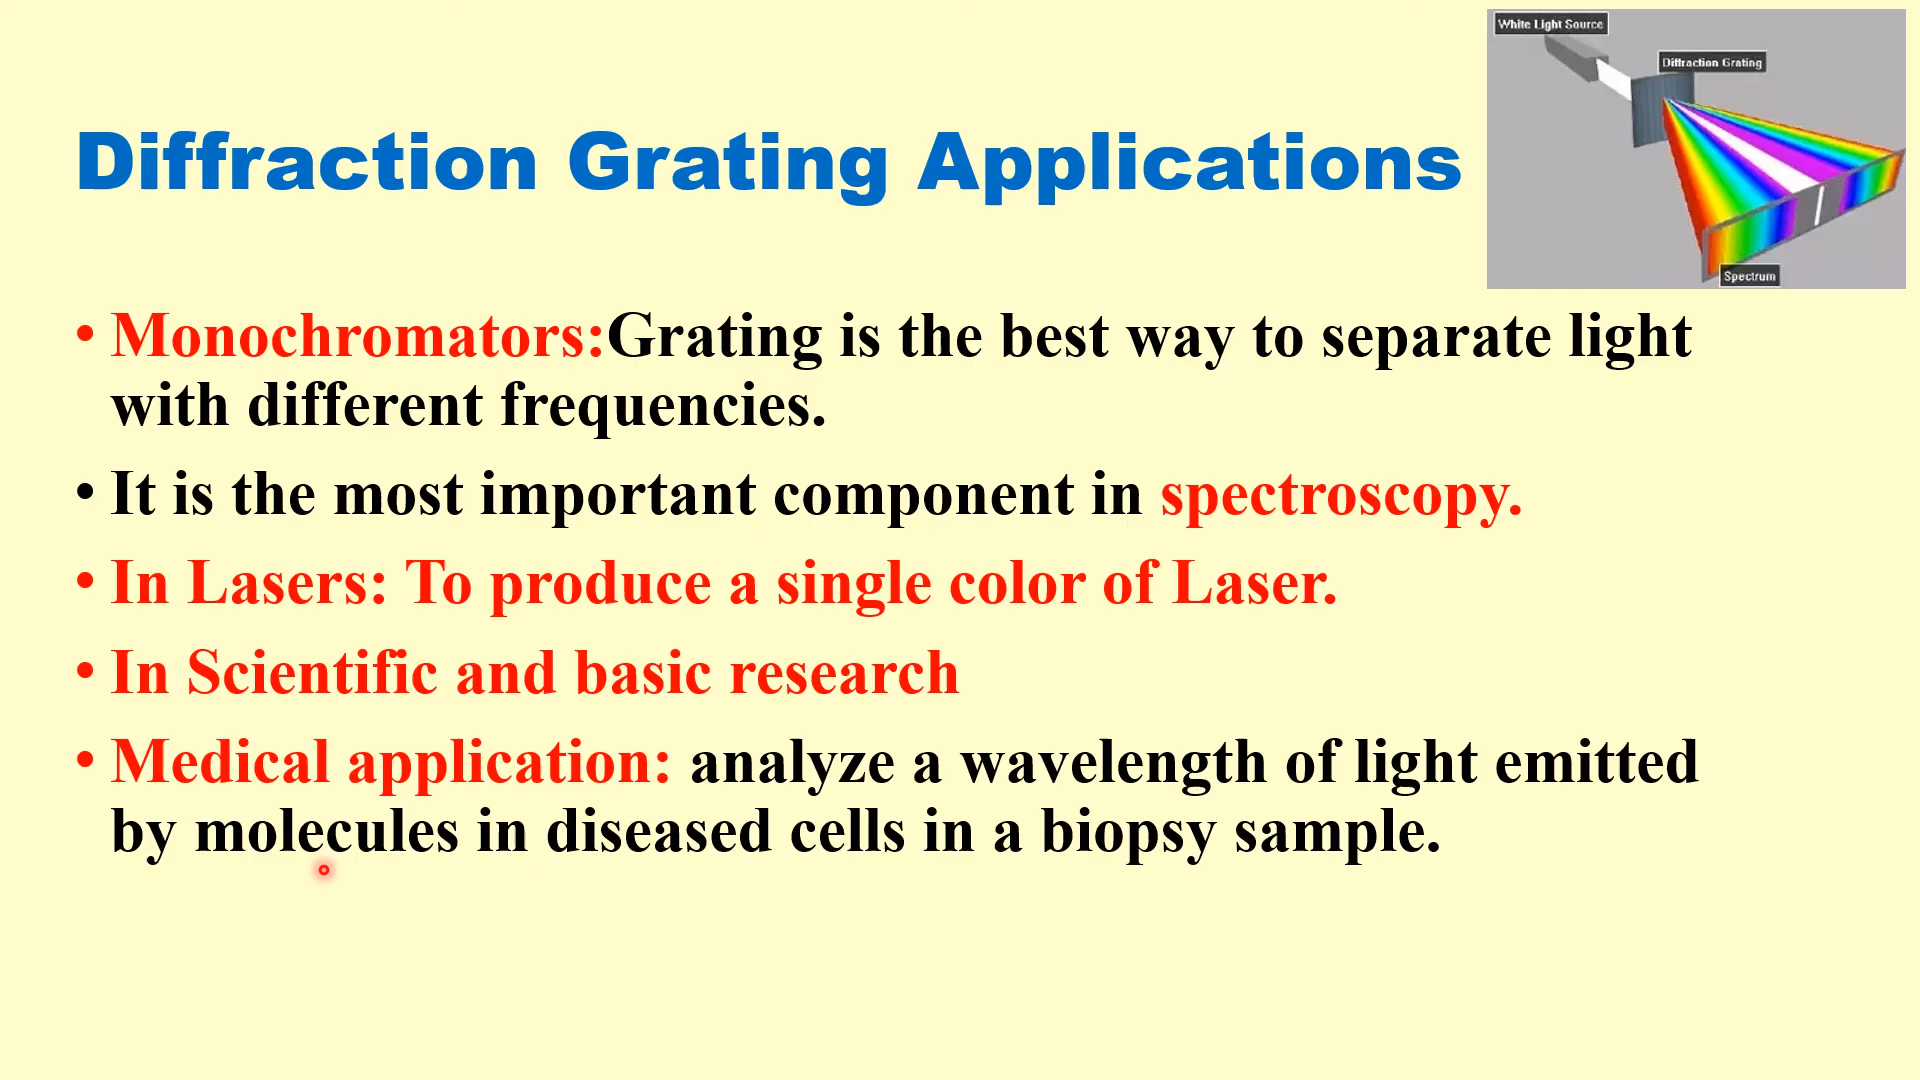 White Light Source
Diffraction Grating
Diffraction Grating Applications
Spectrum
• Monochromators:Grating is the best way to separate light
with different frequencies.
• It is the most important component in spectroscopy.
• In Lasers: To produce a single color of Laser.
• In Scientific and basic research
• Medical application: analyze a wavelength of light emitted
by molecules in diseased cells in a biopsy sample.